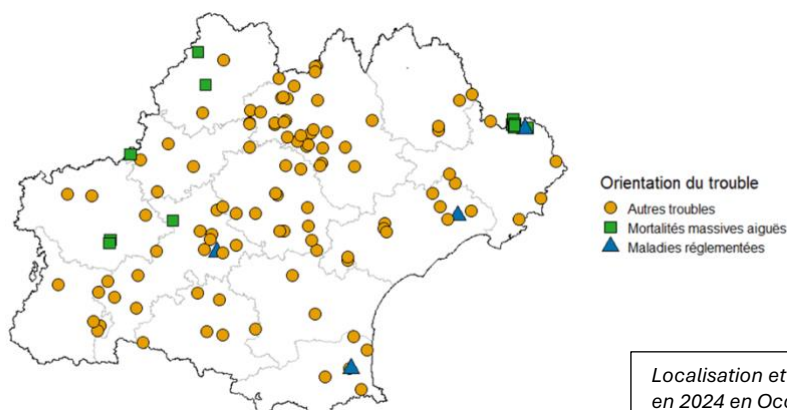 Orientation du trouble
Autres troubles
Mortalités massives aiguës
Maladies réglementées
Localisation et
en 2024 en Occ